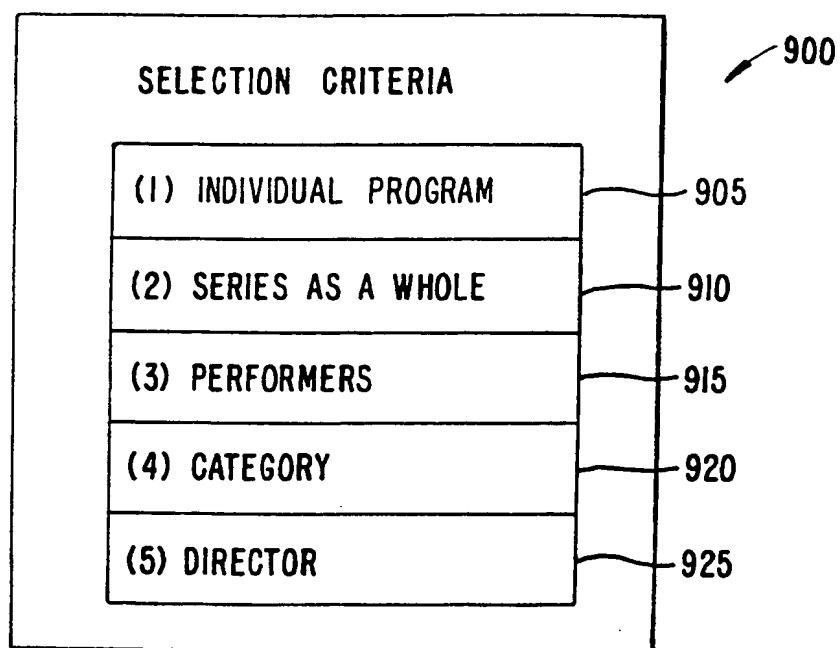 900
SELECTION CRITERIA
(1) INDIVIDUAL PROGRAM 905
(2) SERIES AS A WHOLE 910
(3) PERFORMERS 915
(4) CATEGORY 920
(5) DIRECTOR 925